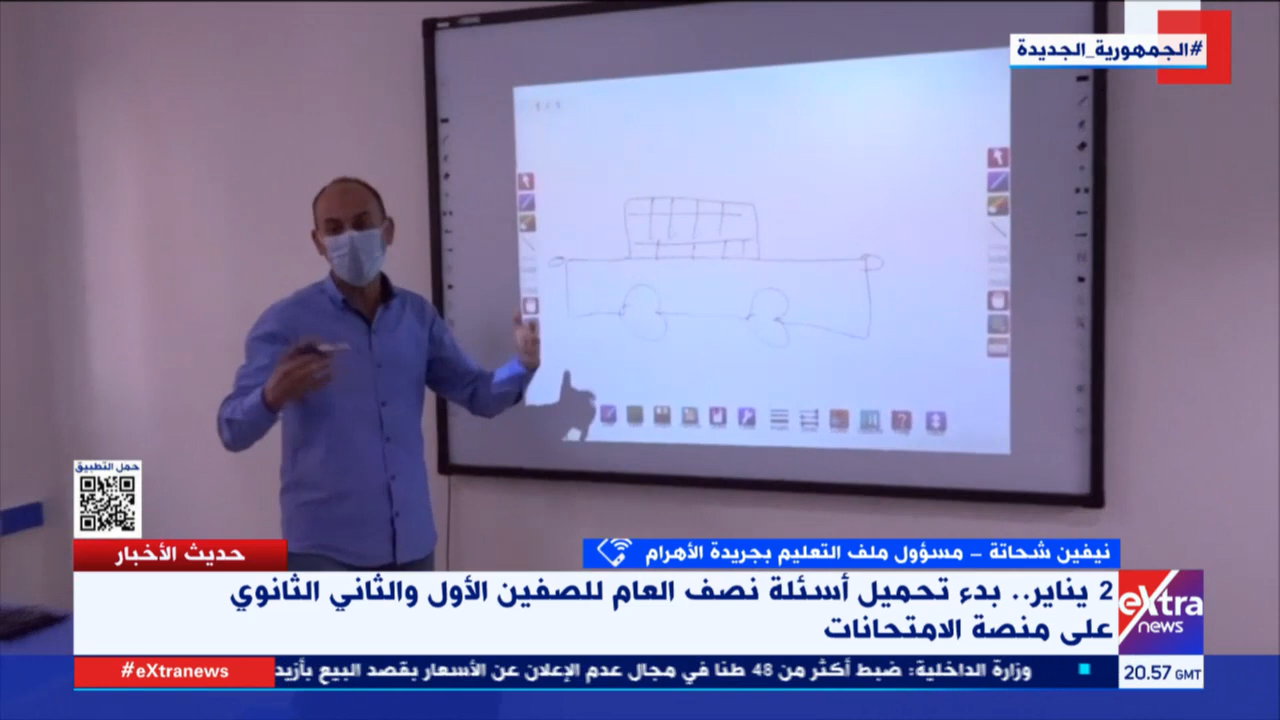 #الجمهورية_الجديدة
حمل التطبيق
حديث الأخبار
نيفين شحاتة - مسؤول ملف التعليم بجريدة الأهرام
2 يناير.. بدء تحميل أسئلة نصف العام للصفين الأول والثاني الثانوي
على منصة الامتحانات
eXtra
news
#eXtranews
وزارة الداخلية: ضبط أكثر من 48 طنا في مجال عدم الإعلان عن الأسعار بقصد البيع بأزيد
20.57 GMT